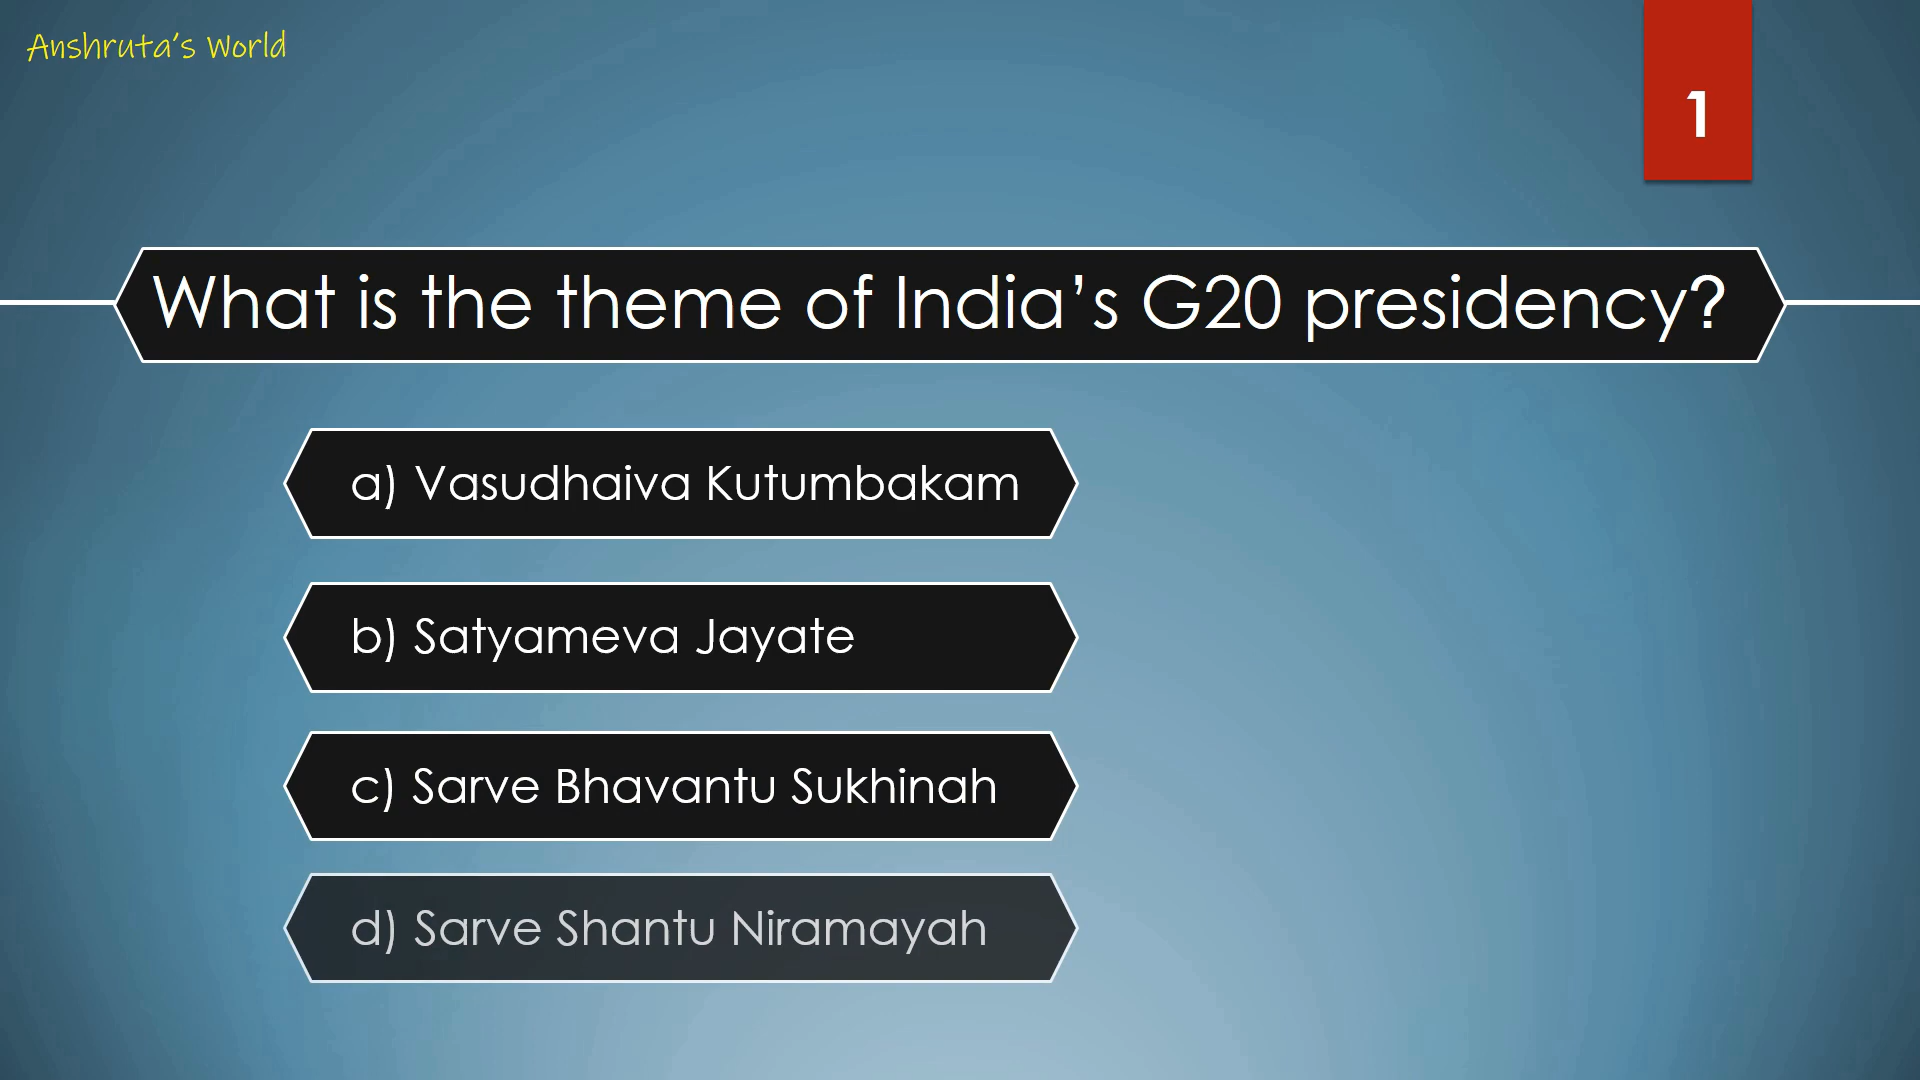 Anshruta's World
1
What is the theme of India’s G20 presidency?
a) Vasudhaiva Kutumbakam
b) Satyameva Jayate
c) Sarve Bhavantu Sukhinah
d) Sarve Shantu Niramayah